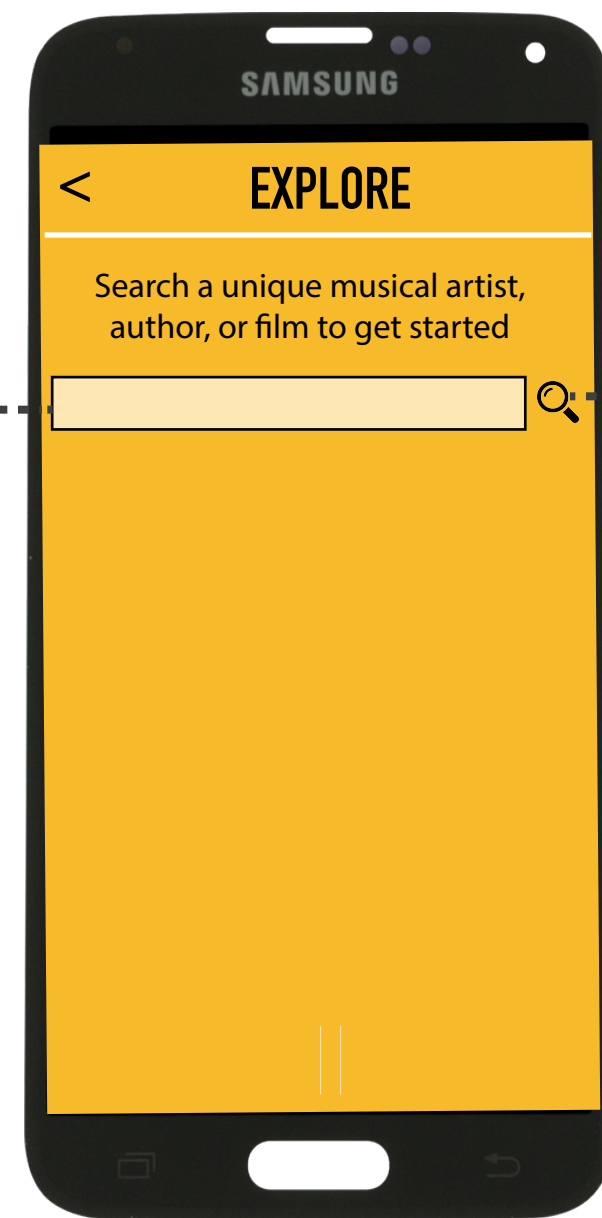 SAMSUNG
< EXPLORE
Search a unique musical artist,
author, or film to get started